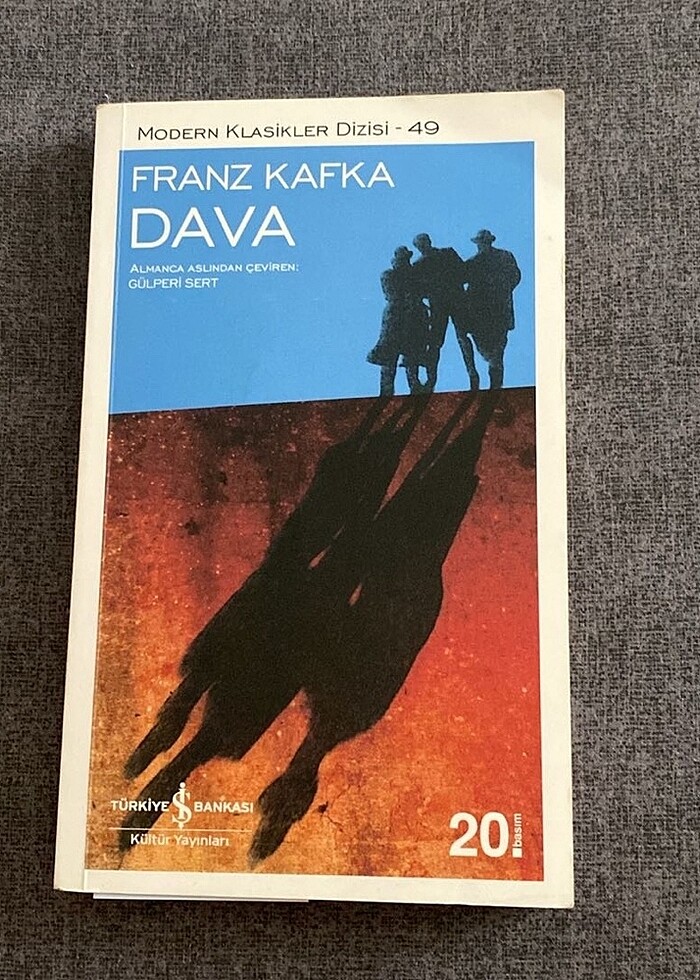 MODERN KLASİKLER DİZİSİ - 49
FRANZ KAFKA
DAVA
ALMANCA ASLINDAN ÇEVİREN:
GÜLPERİ SERT
TÜRKİYE İŞ BANKASI
Kültür Yayınları
20. basım